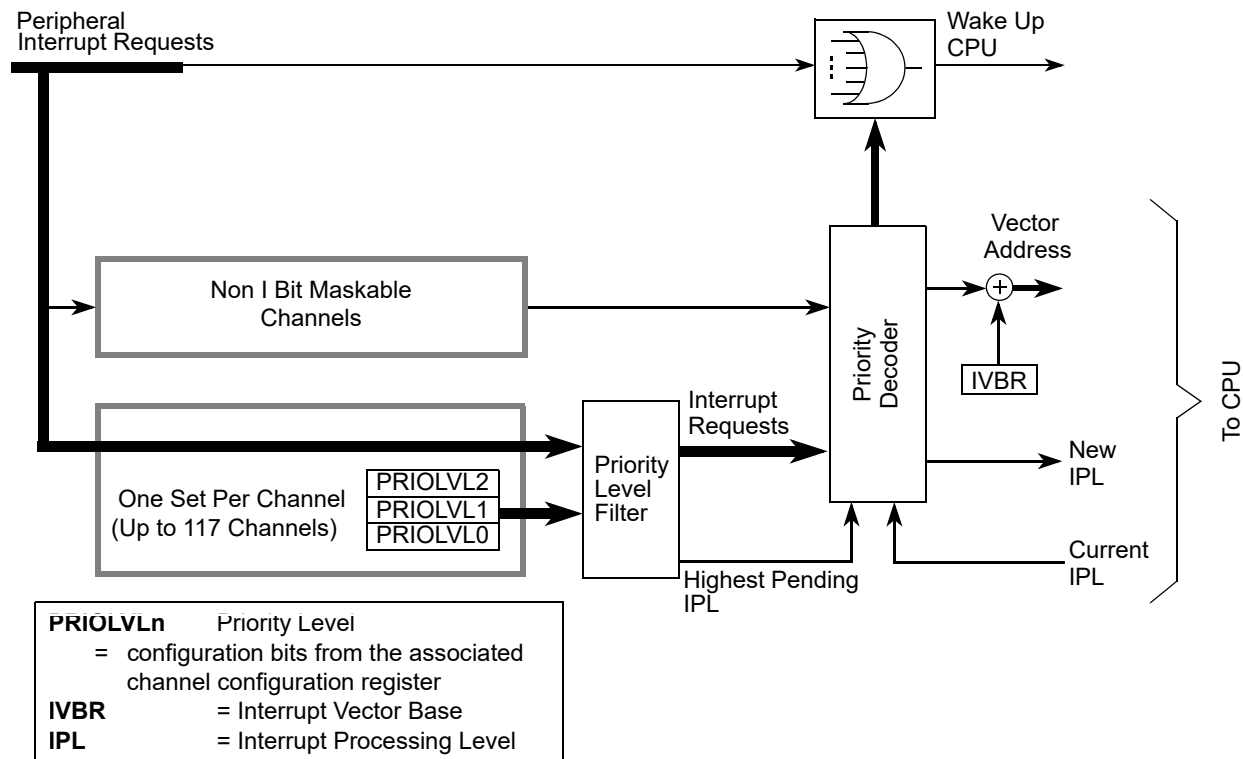 Peripheral
Interrupt Requests
Wake Up
CPU
Vector
Address
Non I Bit Maskable
Channels
Priority
Decoder
IVBR
To CPU
Interrupt
Requests
New
IPL
Priority
Level
Filter
PRIOLVL2
One Set Per Channel
PRIOLVL1
(Up to 117 Channels)
PRIOLVL0
Current
IPL
Highest Pending
IPL
PRIOLVLn Priority Level
= configuration bits from the associated
channel configuration register
IVBR = Interrupt Vector Base
IPL = Interrupt Processing Level